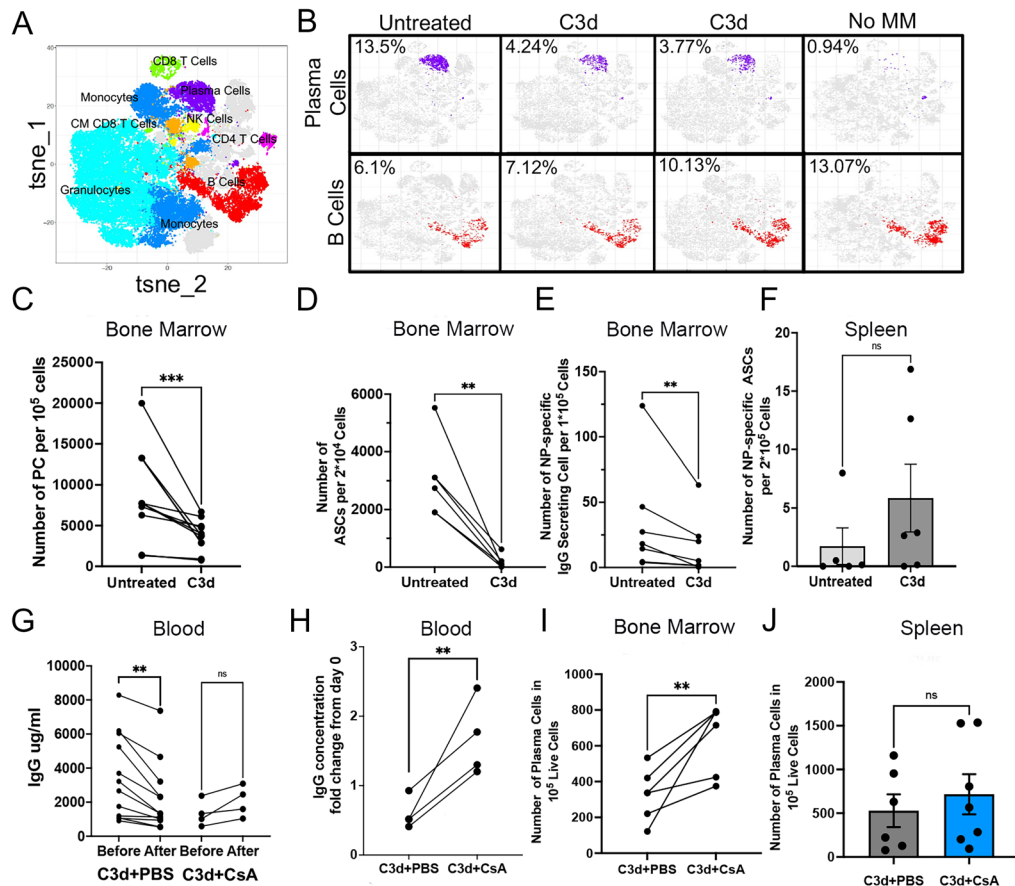 A
CD8 T Cells
Monocytes
Plasma Cells
CM CD8 T Cells
NK Cells
CD4 T Cells
B Cells
Granulocytes
Monocytes
tsne_1
tsne_2
40
20
0
−20
−20
0
20
B
Untreated
C3d
C3d
No MM
Plasma
Cells
13.5%
4.24%
3.77%
0.94%
B Cells
6.1%
7.12%
10.13%
13.07%
C
Bone Marrow
Number of PC per 10⁵ cells
25000
20000
15000
10000
5000
0
***
Untreated
C3d
D
Bone Marrow
Number of
ASCs per 2*10⁴ Cells
6000
4000
2000
0
**
Untreated
C3d
E
Bone Marrow
Number of NP-specific
IgG Secreting Cell per 1*10⁵ Cells
150
100
50
0
**
Untreated
C3d
F
Spleen
Number of NP-specific ASCs
per 2*10⁵ Cells
20
15
10
5
0
ns
Untreated
C3d
G
Blood
IgG ug/ml
10000
8000
6000
4000
2000
0
**
ns
Before After Before After
C3d+PBS
C3d+CsA
H
Blood
IgG concentration
fold change from day 0
3
2
1
0
**
C3d+PBS
C3d+CsA
I
Bone Marrow
Number of Plasma Cells in
10⁵ Live Cells
1000
800
600
400
200
0
**
C3d+PBS
C3d+CsA
J
Spleen
Number of Plasma Cells in
10⁵ Live Cells
2000
1500
1000
500
0
ns
C3d+PBS
C3d+CsA